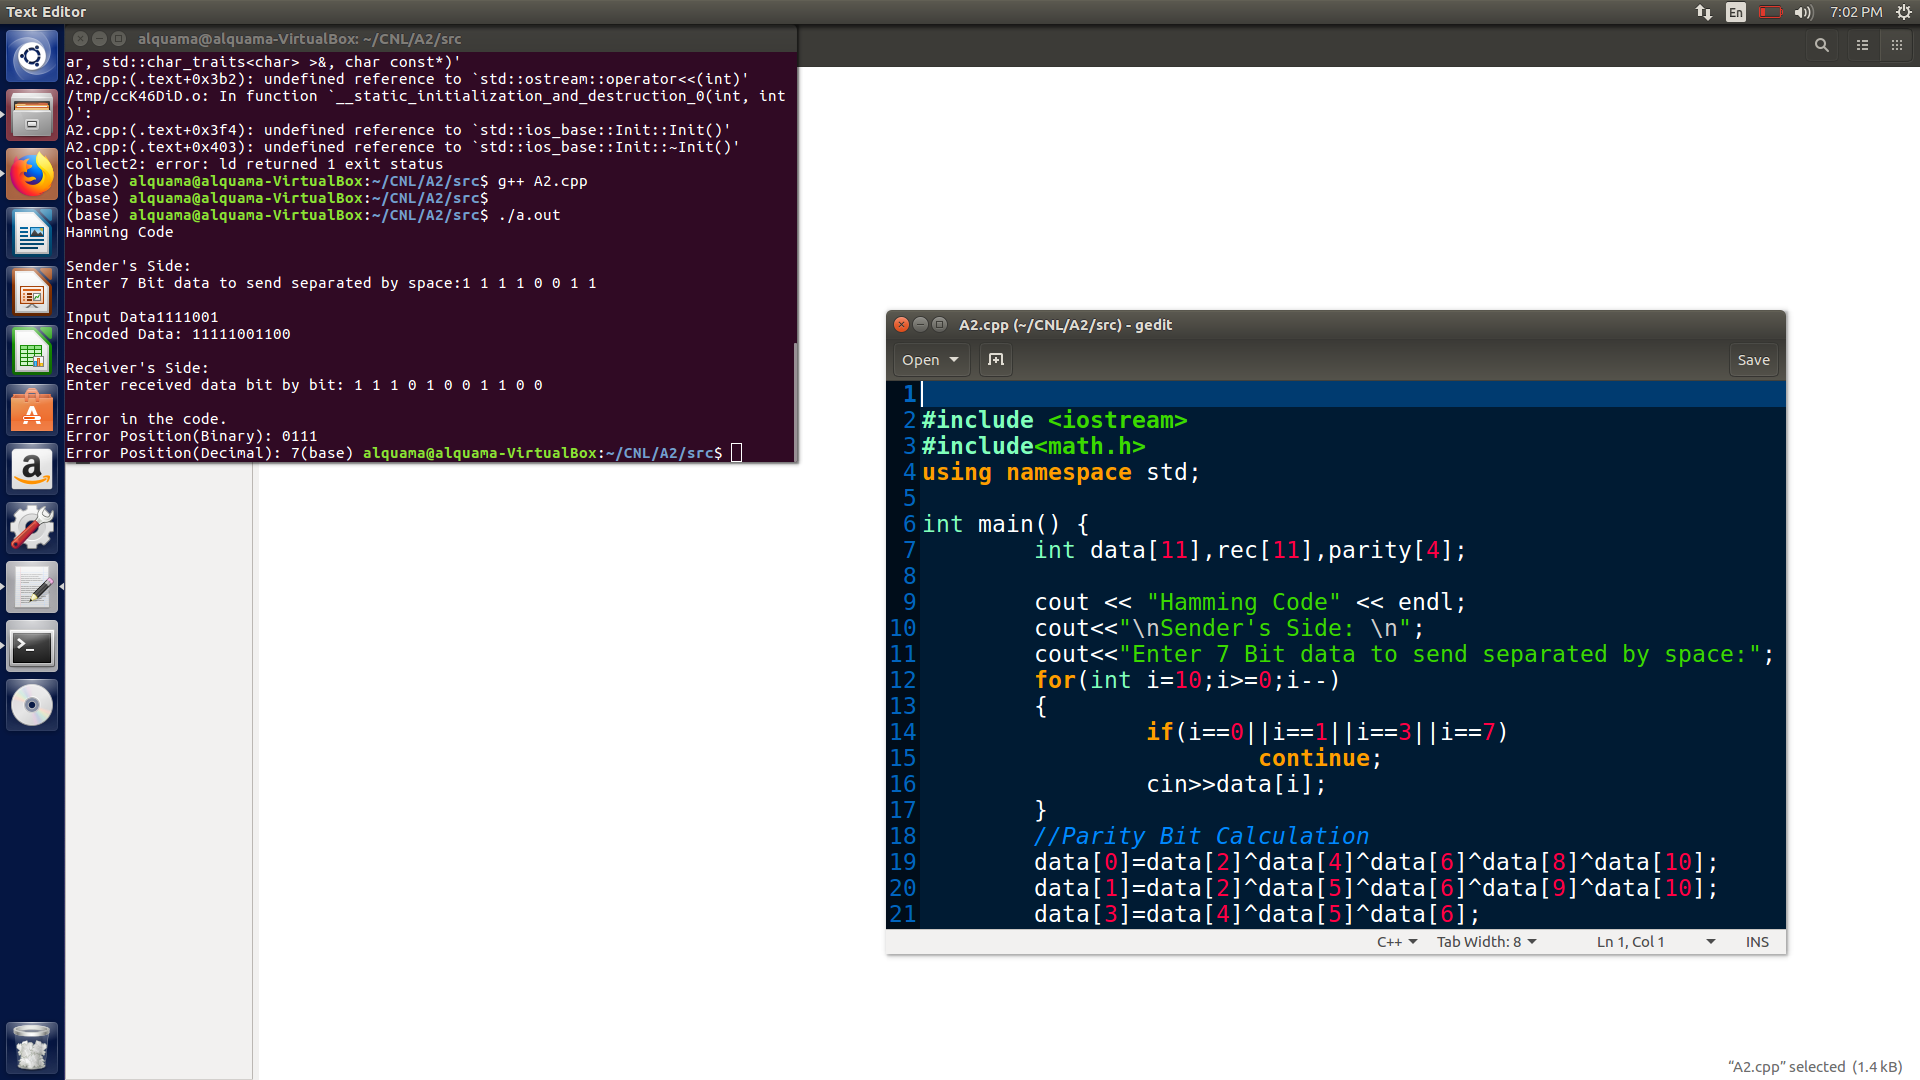 Text Editor
En
7:02 PM
alquama@alquama-VirtualBox: ~/CNL/A2/src
ar, std::char_traits<char> >&, char const*)'
A2.cpp:(.text+0x3b2): undefined reference to `std::ostream::operator<<(int)'
/tmp/ccK46DiD.o: In function `__static_initialization_and_destruction_0(int, int
)':
A2.cpp:(.text+0x3f4): undefined reference to `std::ios_base::Init::Init()'
A2.cpp:(.text+0x403): undefined reference to `std::ios_base::Init::~Init()'
collect2: error: ld returned 1 exit status
(base) alquama@alquama-VirtualBox:~/CNL/A2/src$ g++ A2.cpp
(base) alquama@alquama-VirtualBox:~/CNL/A2/src$
(base) alquama@alquama-VirtualBox:~/CNL/A2/src$ ./a.out
Hamming Code
Sender's Side:
Enter 7 Bit data to send separated by space:1 1 1 1 0 0 1 1
Input Data1111001
Encoded Data: 11111001100
Receiver's Side:
Enter received data bit by bit: 1 1 1 0 1 0 0 1 1 0 0
Error in the code.
Error Position(Binary): 0111
Error Position(Decimal): 7(base) alquama@alquama-VirtualBox:~/CNL/A2/src$
A2.cpp (~/CNL/A2/src) - gedit
Open
Save
1
2 #include <iostream>
3 #include<math.h>
4 using namespace std;
5
6 int main() {
7 int data[11],rec[11],parity[4];
8
9 cout << "Hamming Code" << endl;
10 cout<<"\nSender's Side: \n";
11 cout<<"Enter 7 Bit data to send separated by space:";
12 for(int i=10;i>=0;i--)
13 {
14 if(i==0||i==1||i==3||i==7)
15 continue;
16 cin>>data[i];
17 }
18 //Parity Bit Calculation
19 data[0]=data[2]^data[4]^data[6]^data[8]^data[10];
20 data[1]=data[2]^data[5]^data[6]^data[9]^data[10];
21 data[3]=data[4]^data[5]^data[6];
C++ Tab Width: 8 Ln 1, Col 1 INS
“A2.cpp” selected (1.4 kB)